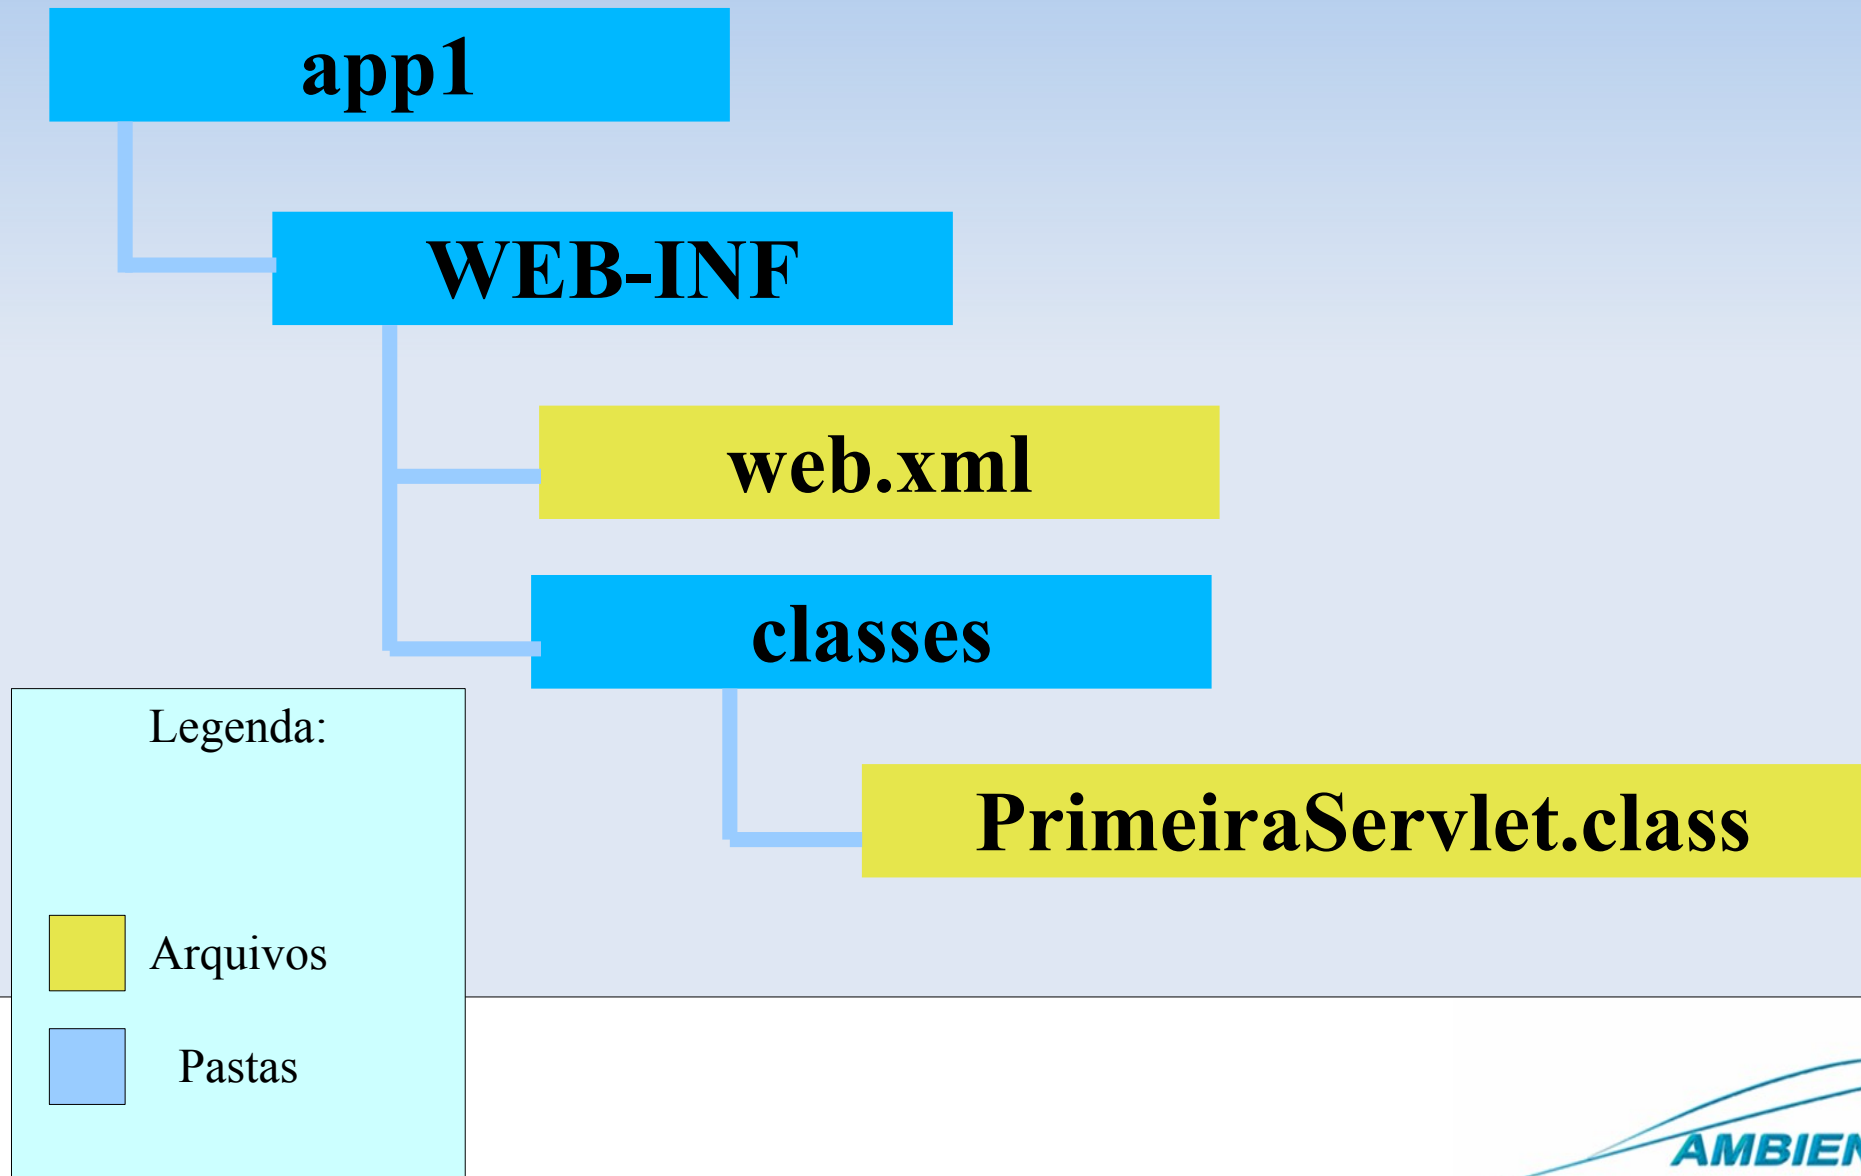 app1
WEB-INF
web.xml
classes
PrimeiraServlet.class
Legenda:
Arquivos
Pastas